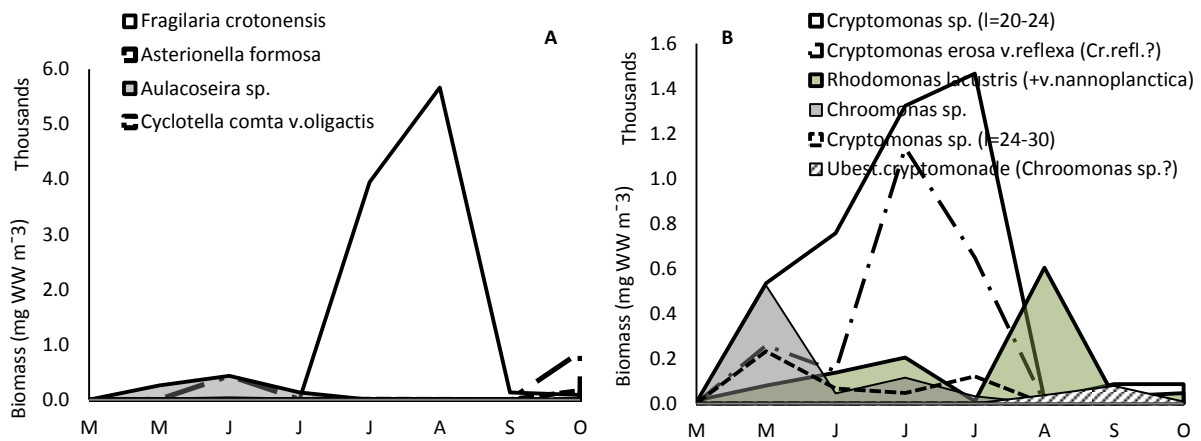 Fragilaria crotonensis
Asterionella formosa
Aulacoseira sp.
Cyclotella comta v.oligactis
A
6.0
5.0
4.0
3.0
2.0
1.0
0.0
Thousands
Biomass (mg WW m¯3)
M M J J A S O
Cryptomonas sp. (l=20-24)
Cryptomonas erosa v.reflexa (Cr.refl.?)
Rhodomonas lacustris (+v.nannoplanctica)
Chroomonas sp.
Cryptomonas sp. (l=24-30)
Ubest.cryptomonade (Chroomonas sp.?)
B
1.6
1.4
1.2
1.0
0.8
0.6
0.4
0.2
0.0
Thousands
Biomass (mg WW m¯3)
M M J J A S O